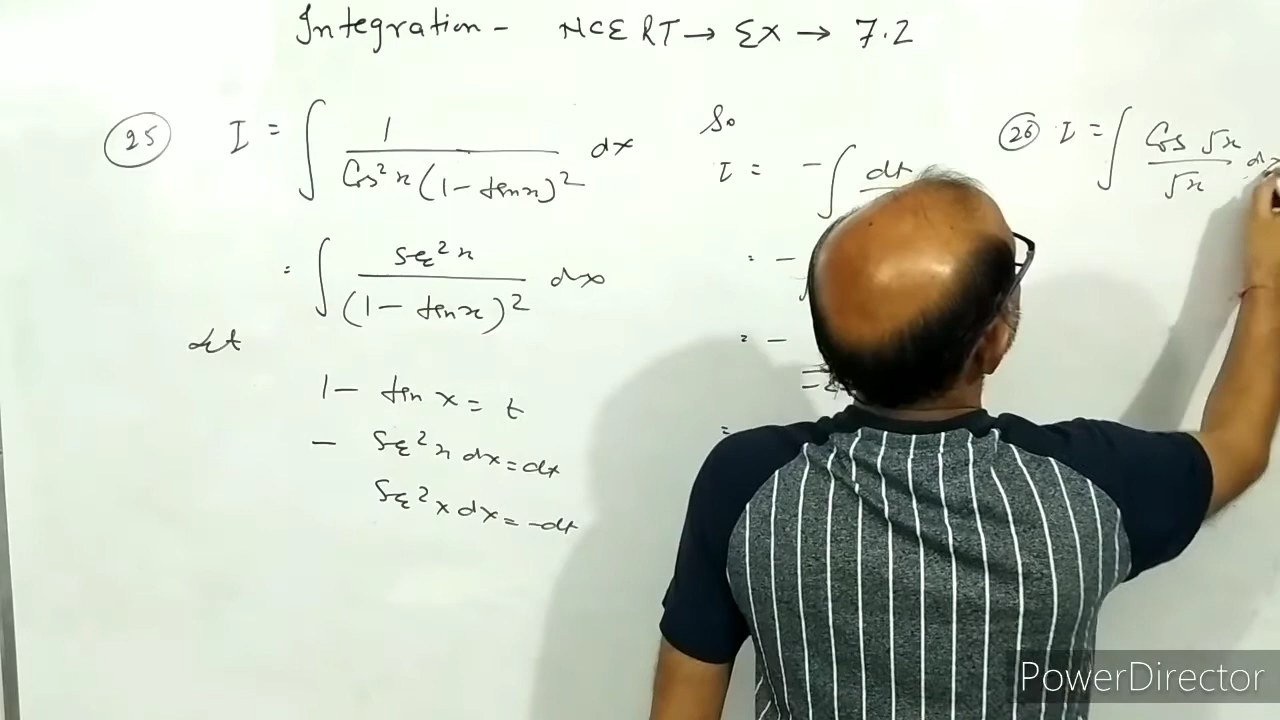 Integration - NCERT → EX → 7.2
(25) I = ∫ 1 / (Cos²x (1 - tanx)²) dx
= ∫ Sec²x / (1 - tanx)² dx
Let
1 - tan x = t
- Sec²x dx = dt
Sec²x dx = -dt
So
I = -∫ dt
= -
= -
=
(26) I = ∫ Cos √x / √x dx
PowerDirector